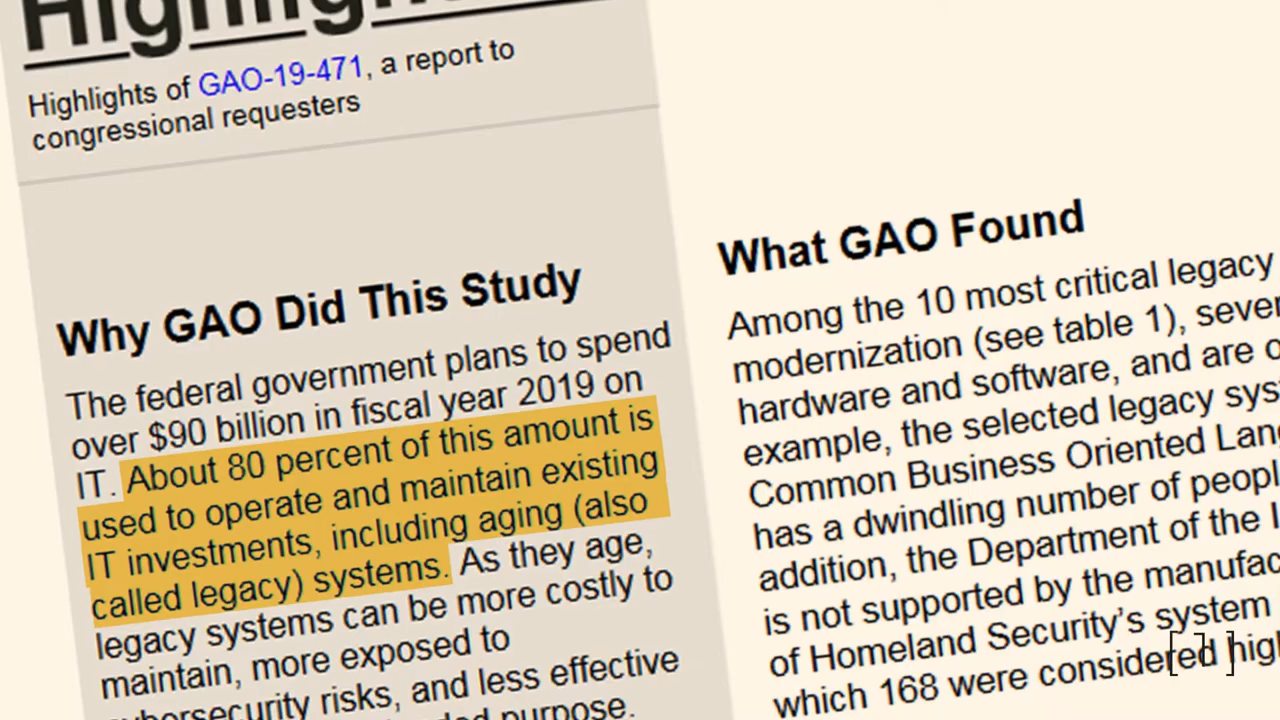 Highlights
Highlights of GAO-19-471, a report to
congressional requesters
Why GAO Did This Study
The federal government plans to spend
over $90 billion in fiscal year 2019 on
IT. About 80 percent of this amount is
used to operate and maintain existing
IT investments, including aging (also
called legacy) systems. As they age,
legacy systems can be more costly to
maintain, more exposed to
cybersecurity risks, and less effective
purpose.
What GAO Found
Among the 10 most critical legacy
modernization (see table 1), sever
hardware and software, and are o
example, the selected legacy sys
Common Business Oriented Lan
has a dwindling number of peopl
addition, the Department of the I
is not supported by the manufac
of Homeland Security's system
which 168 were considered high